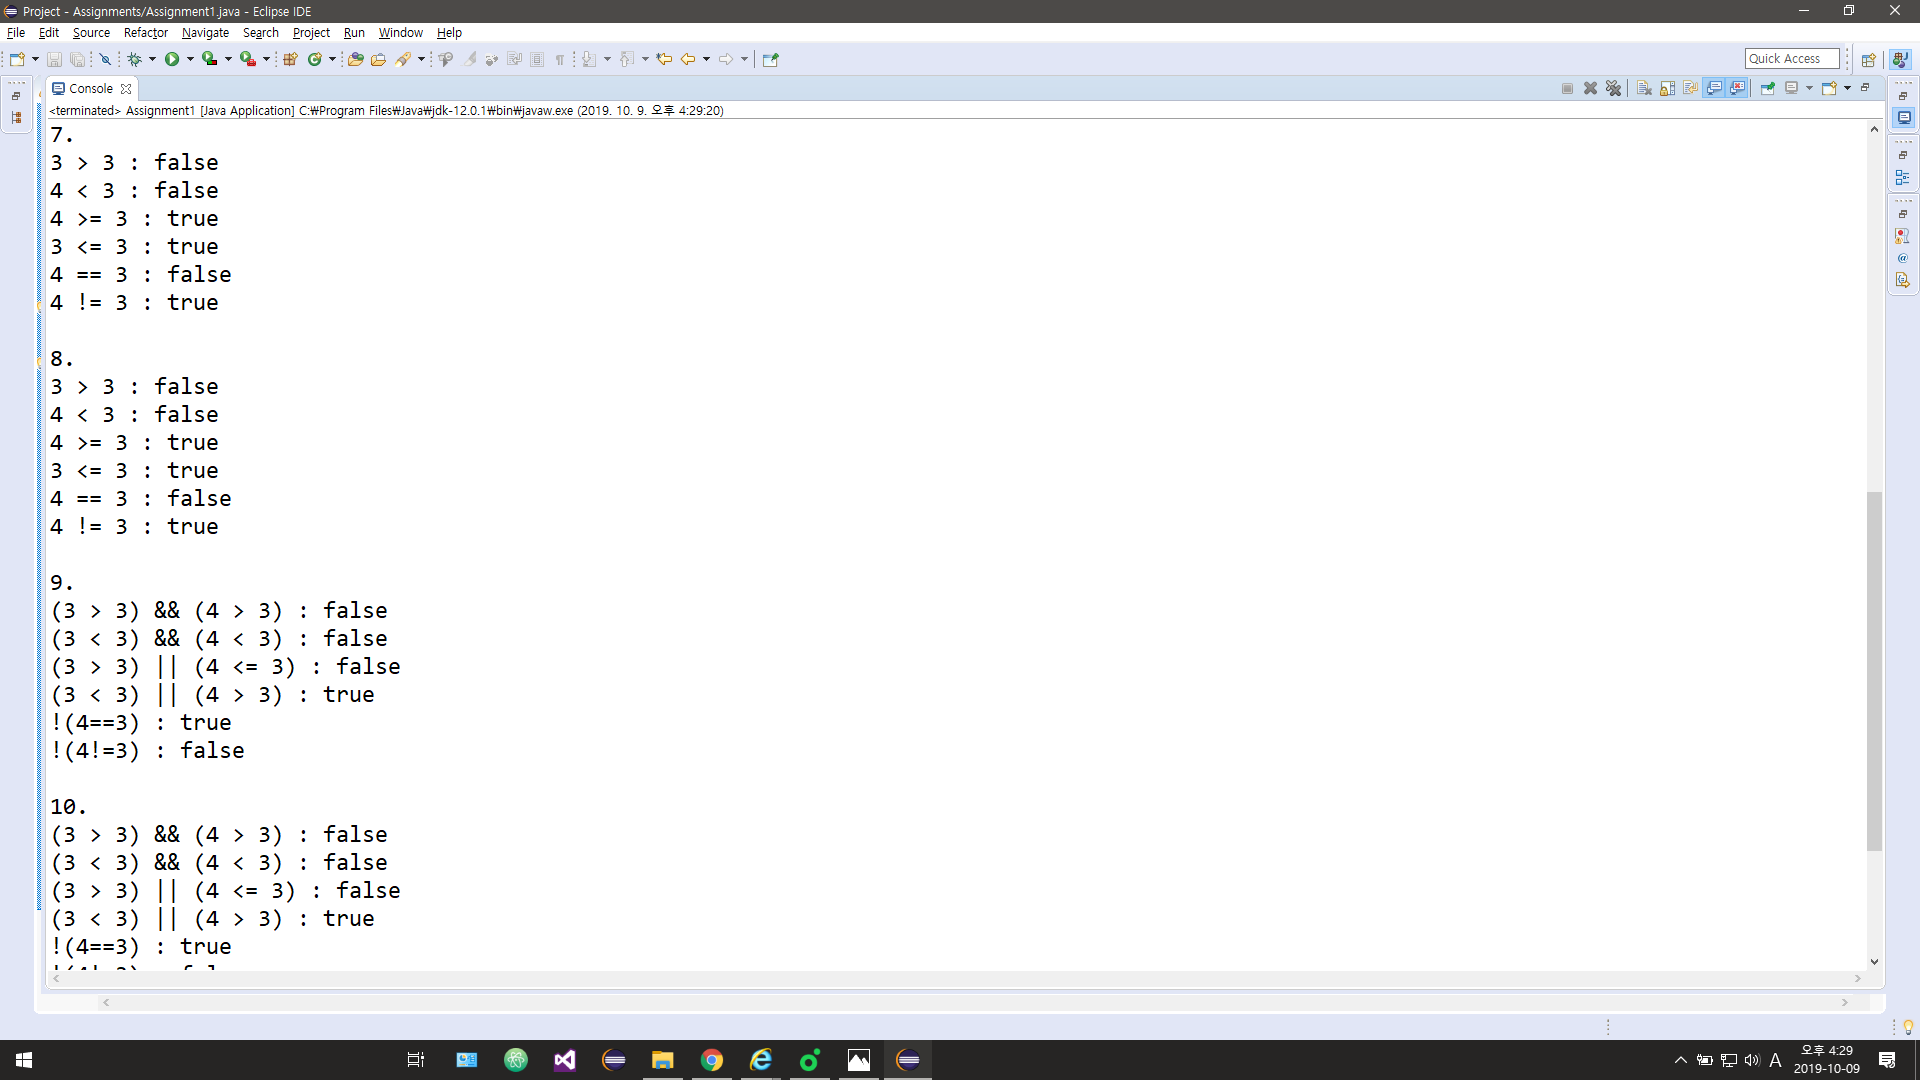 Project - Assignments/Assignment1.java - Eclipse IDE
File Edit Source Refactor Navigate Search Project Run Window Help
Quick Access
Console
<terminated> Assignment1 [Java Application] C:₩Program Files₩Java₩jdk-12.0.1₩bin₩javaw.exe (2019. 10. 9. 오후 4:29:20)
7.
3 > 3 : false
4 < 3 : false
4 >= 3 : true
3 <= 3 : true
4 == 3 : false
4 != 3 : true
8.
3 > 3 : false
4 < 3 : false
4 >= 3 : true
3 <= 3 : true
4 == 3 : false
4 != 3 : true
9.
(3 > 3) && (4 > 3) : false
(3 < 3) && (4 < 3) : false
(3 > 3) || (4 <= 3) : false
(3 < 3) || (4 > 3) : true
!(4==3) : true
!(4!=3) : false
10.
(3 > 3) && (4 > 3) : false
(3 < 3) && (4 < 3) : false
(3 > 3) || (4 <= 3) : false
(3 < 3) || (4 > 3) : true
!(4==3) : true
A
오후 4:29
2019-10-09